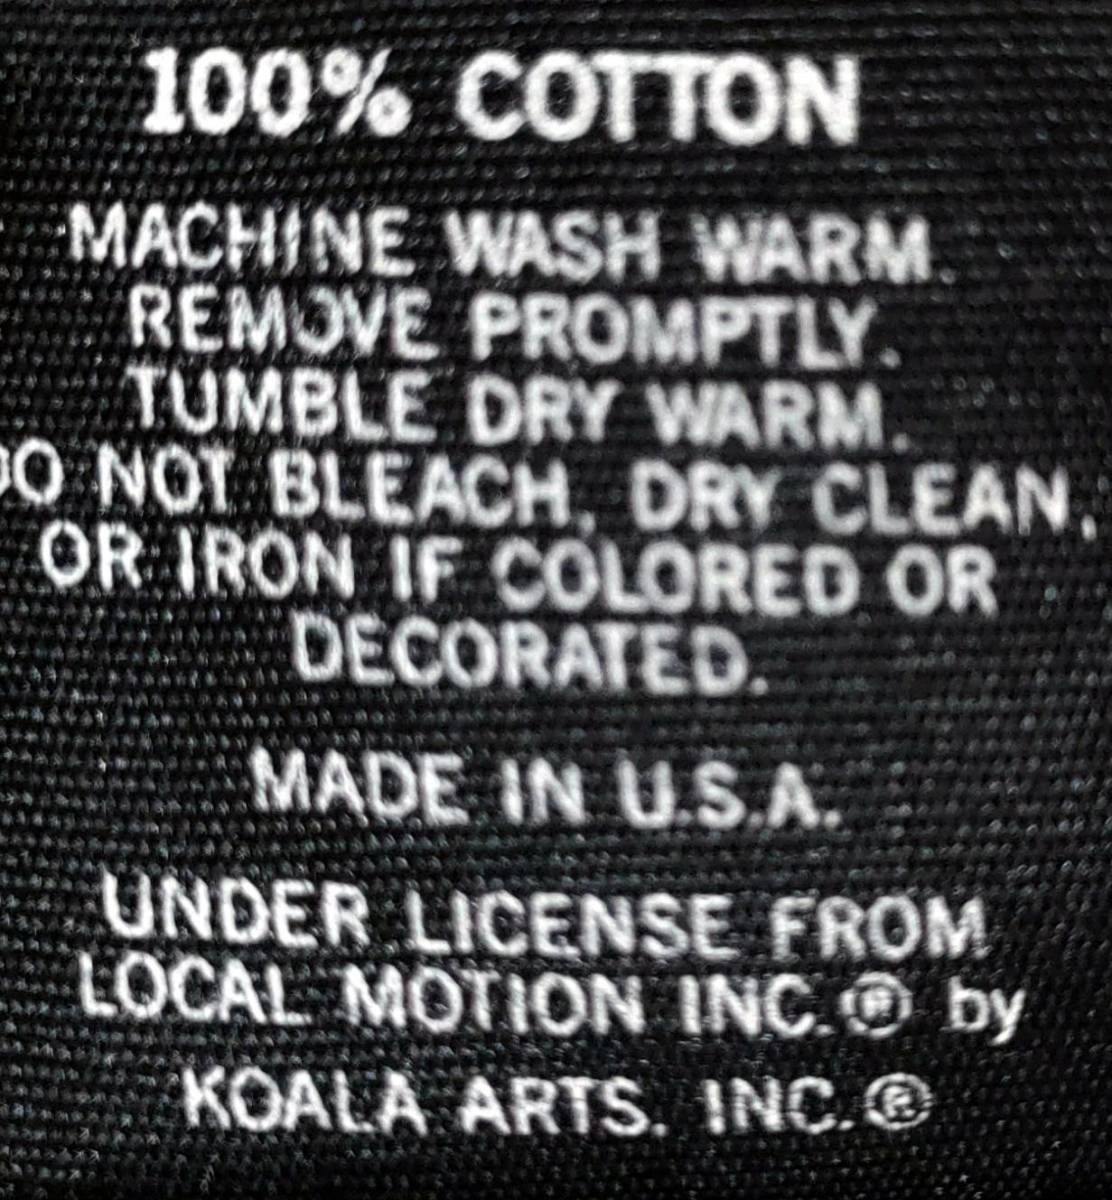 100% COTTON
MACHINE WASH WARM.
REMOVE PROMPTLY.
TUMBLE DRY WARM.
DO NOT BLEACH, DRY CLEAN,
OR IRON IF COLORED OR
DECORATED.
MADE IN U.S.A.
UNDER LICENSE FROM
LOCAL MOTION INC.® by
KOALA ARTS. INC.®